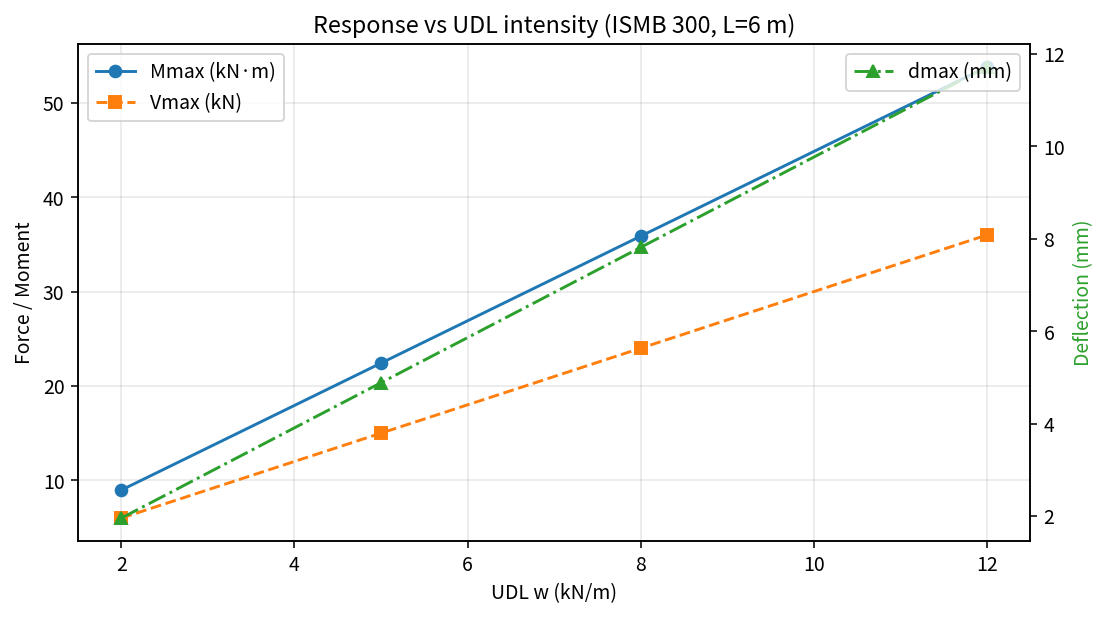 Response vs UDL intensity (ISMB 300, L=6 m)
Mmax (kN·m)
Vmax (kN)
dmax (mm)
Force / Moment
50
40
30
20
10
12
10
8
6
4
2
Deflection (mm)
2 4 6 8 10 12
UDL w (kN/m)